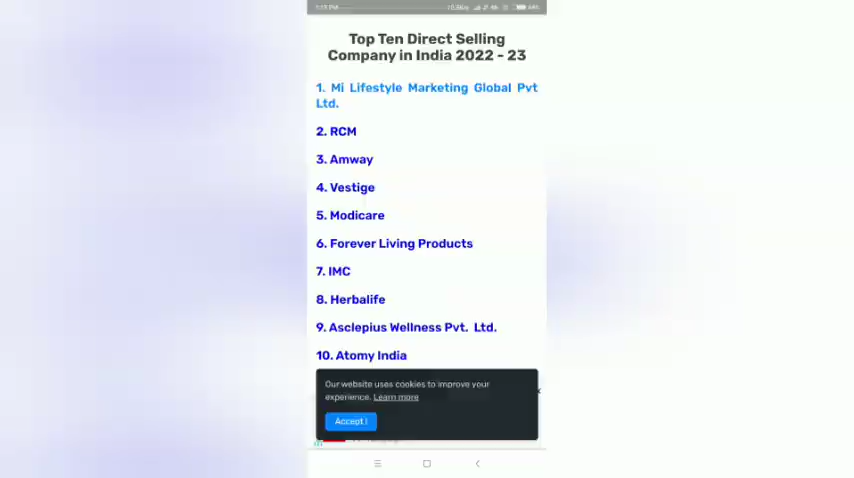 Top Ten Direct Selling
Company in India 2022 - 23
1. Mi Lifestyle Marketing Global Pvt
Ltd.
2. RCM
3. Amway
4. Vestige
5. Modicare
6. Forever Living Products
7. IMC
8. Herbalife
9. Asclepius Wellness Pvt. Ltd.
10. Atomy India
Our website uses cookies to improve your
experience. Learn more
Accept !